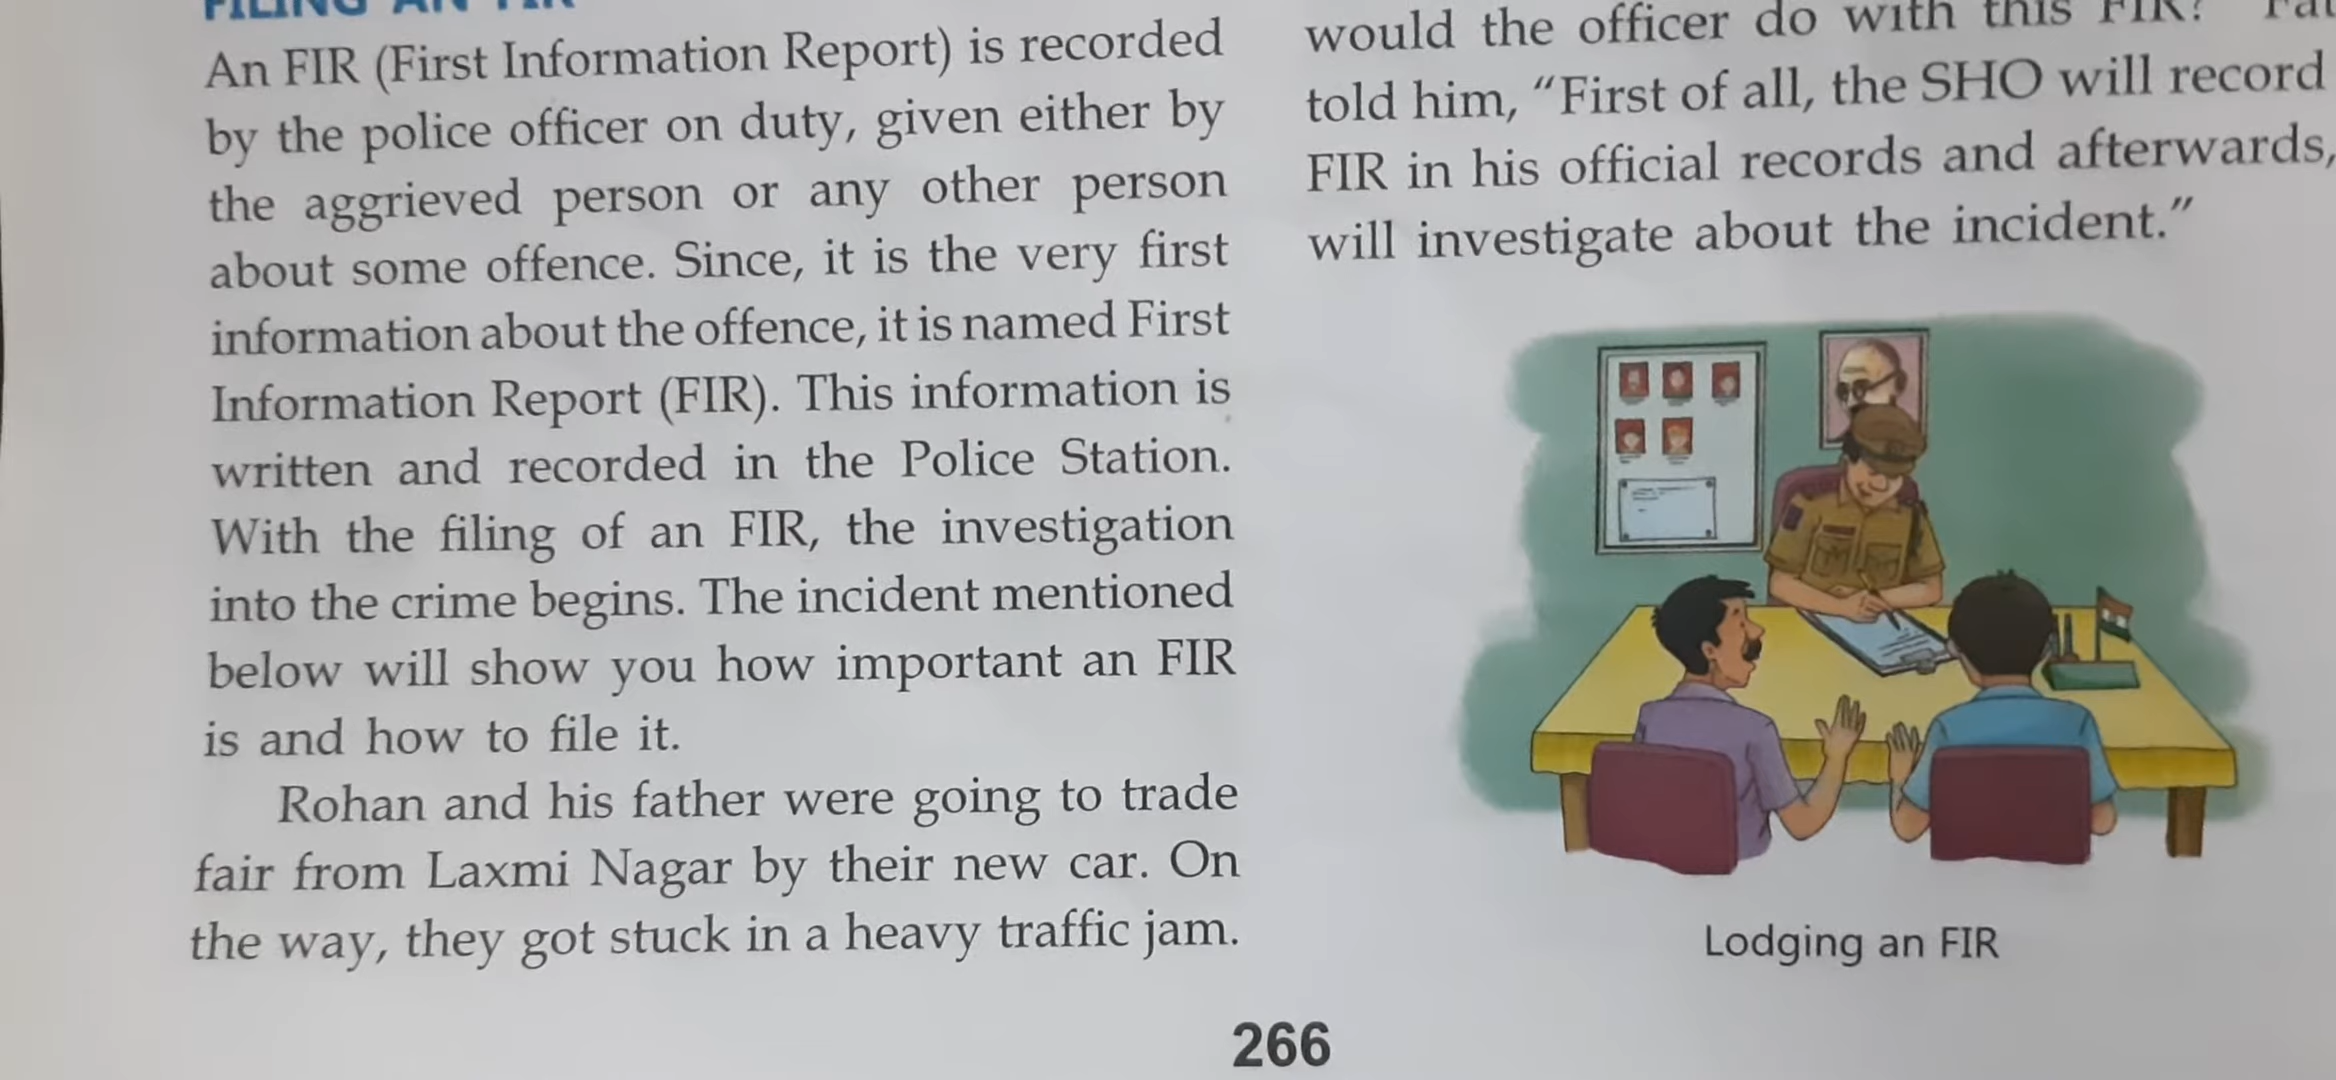 FILING AN FIR
An FIR (First Information Report) is recorded
by the police officer on duty, given either by
the aggrieved person or any other person
about some offence. Since, it is the very first
information about the offence, it is named First
Information Report (FIR). This information is
written and recorded in the Police Station.
With the filing of an FIR, the investigation
into the crime begins. The incident mentioned
below will show you how important an FIR
is and how to file it.
Rohan and his father were going to trade
fair from Laxmi Nagar by their new car. On
the way, they got stuck in a heavy traffic jam.
would the officer do with this FIR?
told him, “First of all, the SHO will record
FIR in his official records and afterwards,
will investigate about the incident.”
Lodging an FIR
266